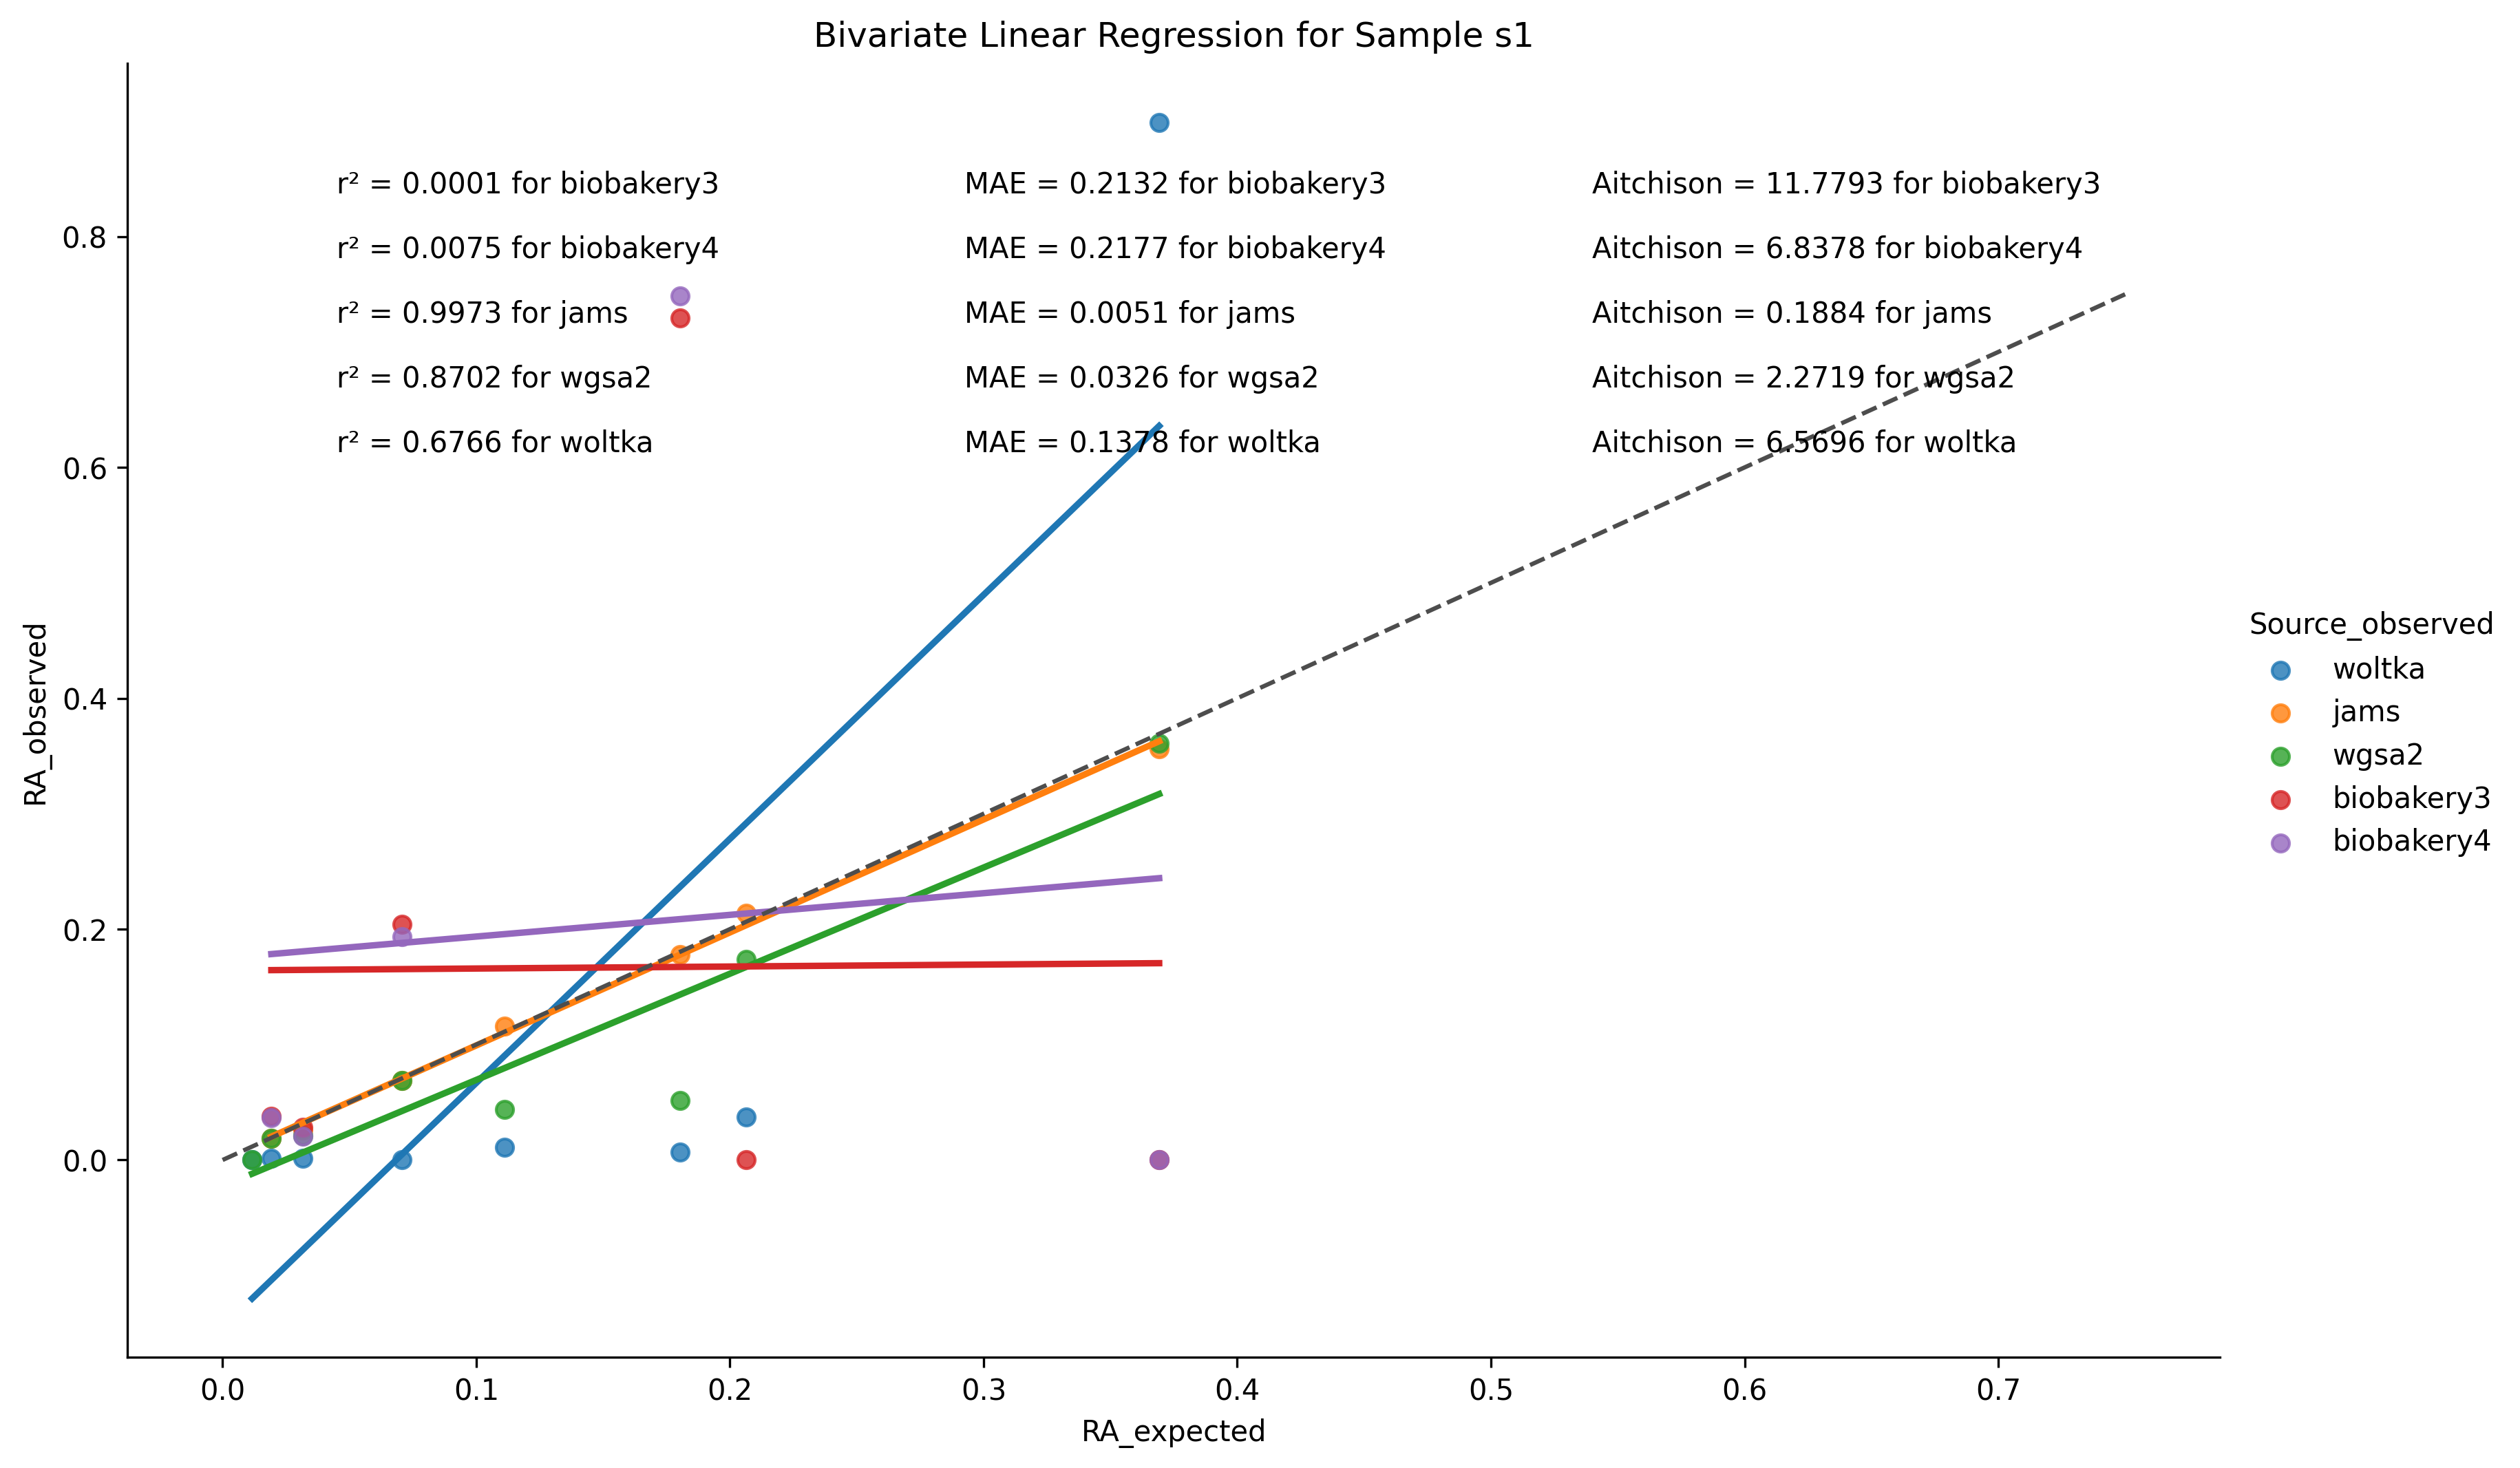 Bivariate Linear Regression for Sample s1
r² = 0.0001 for biobakery3
MAE = 0.2132 for biobakery3
Aitchison = 11.7793 for biobakery3
r² = 0.0075 for biobakery4
MAE = 0.2177 for biobakery4
Aitchison = 6.8378 for biobakery4
r² = 0.9973 for jams
MAE = 0.0051 for jams
Aitchison = 0.1884 for jams
r² = 0.8702 for wgsa2
MAE = 0.0326 for wgsa2
Aitchison = 2.2719 for wgsa2
r² = 0.6766 for woltka
MAE = 0.1378 for woltka
Aitchison = 6.5696 for woltka
0.8
0.6
0.4
0.2
0.0
RA_observed
0.0
0.1
0.2
0.3
0.4
0.5
0.6
0.7
RA_expected
Source_observed
woltka
jams
wgsa2
biobakery3
biobakery4